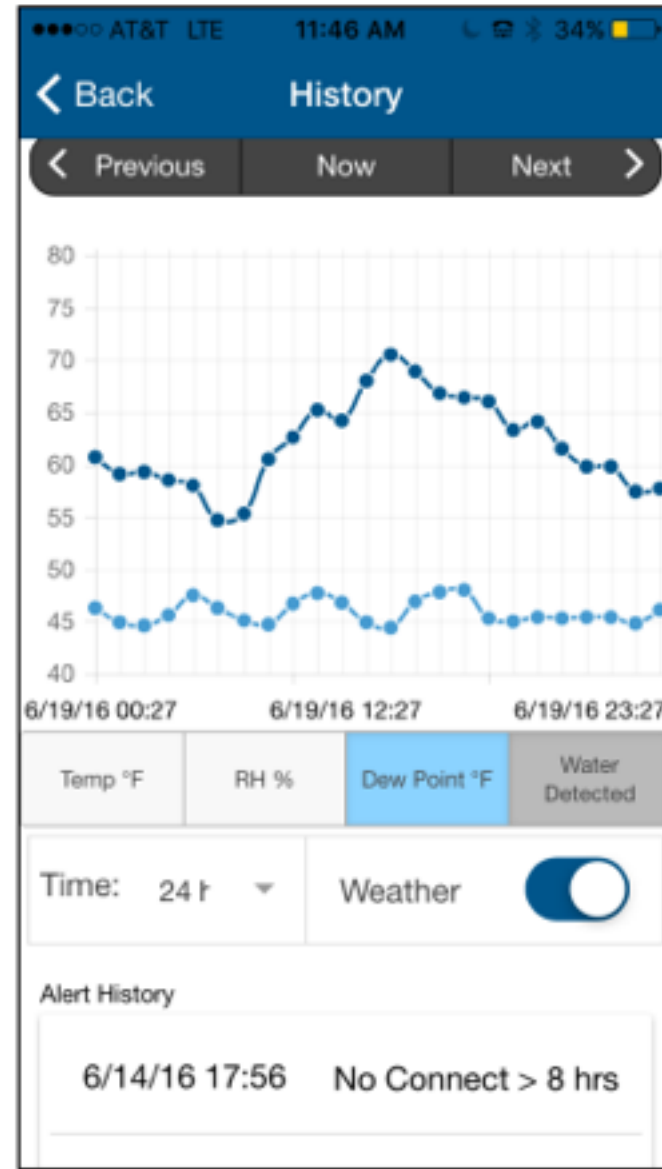 AT&T LTE 11:46 AM 34%
Back History
Previous Now Next
80
75
70
65
60
55
50
45
40
6/19/16 00:27 6/19/16 12:27 6/19/16 23:27
Temp °F RH % Dew Point °F Water Detected
Time: 24 h Weather
Alert History
6/14/16 17:56 No Connect > 8 hrs